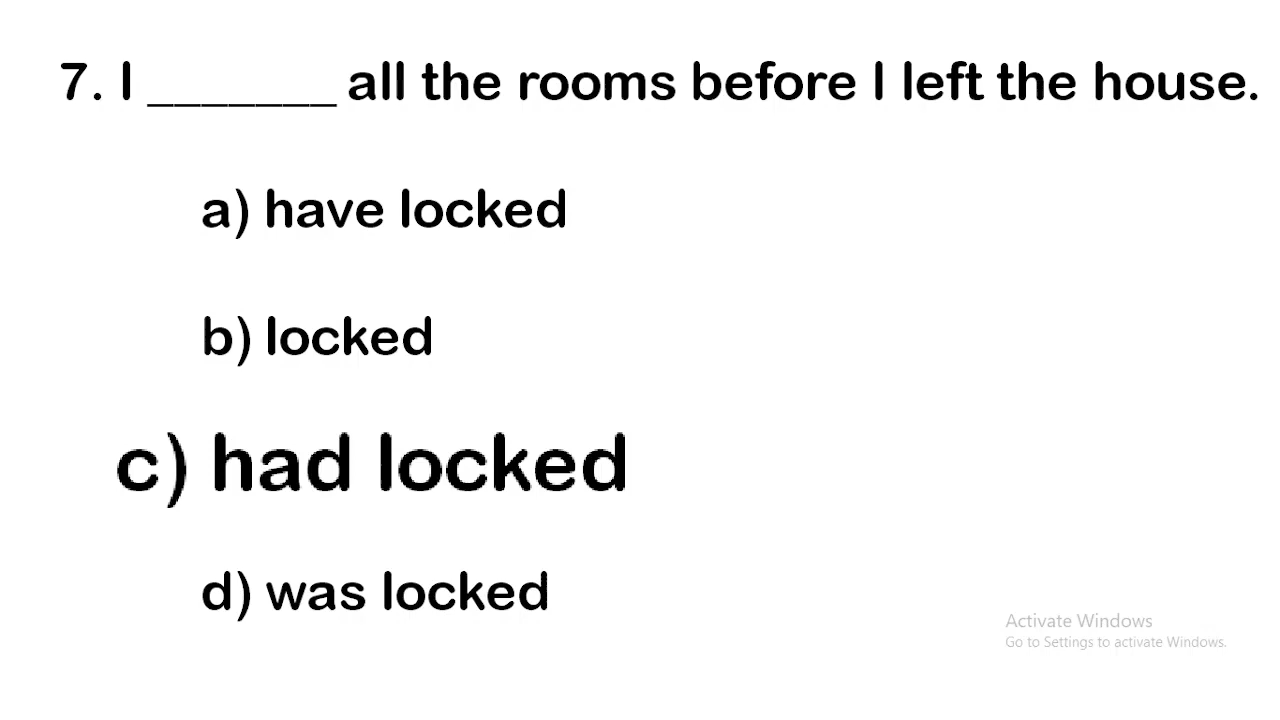 7. I _______ all the rooms before I left the house.
a) have locked
b) locked
c) had locked
d) was locked
Activate Windows
Go to Settings to activate Windows.